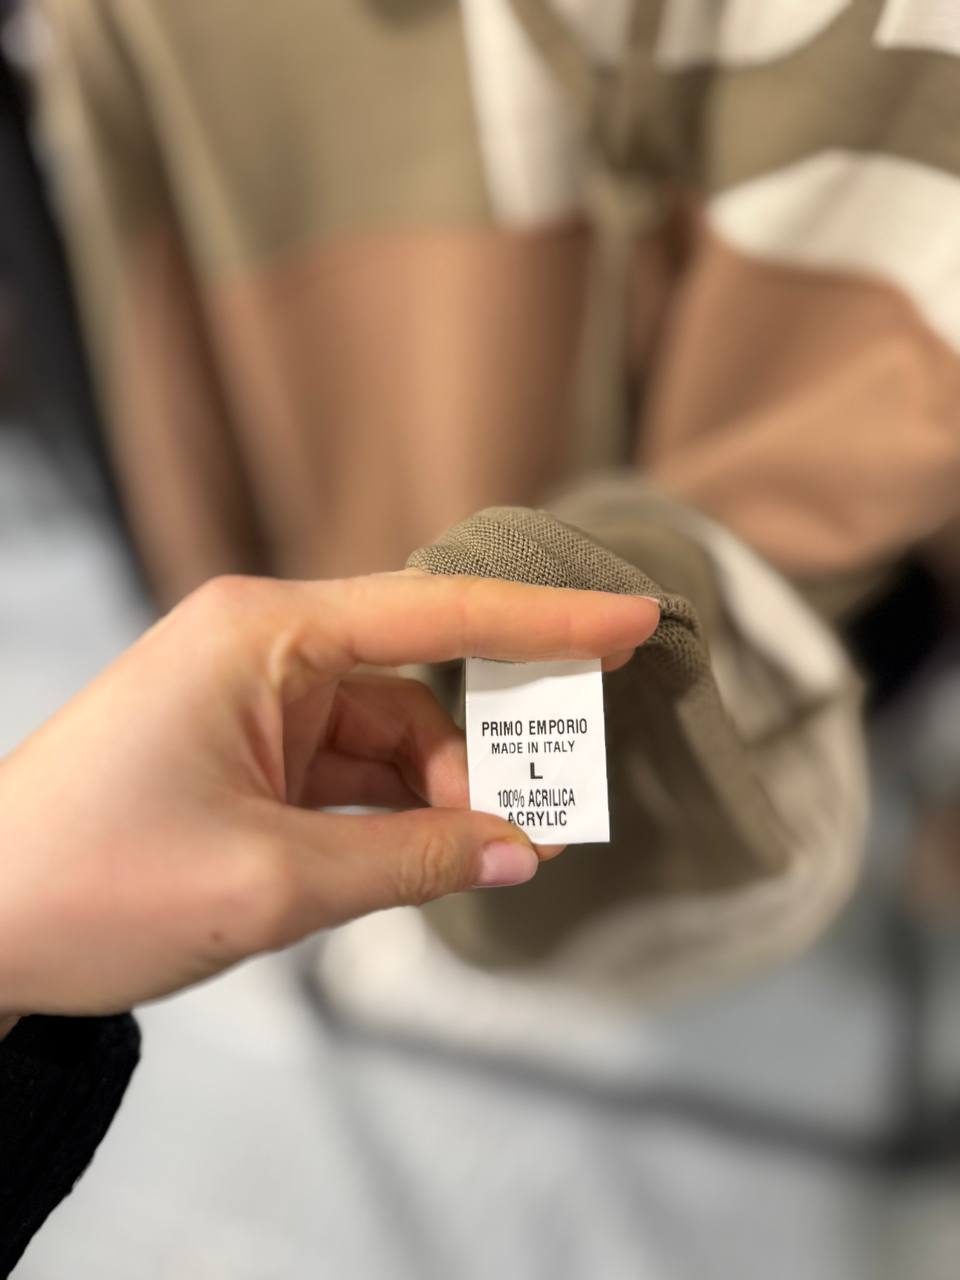 PRIMO EMPORIO
MADE IN ITALY
L
100% ACRILICA
ACRYLIC